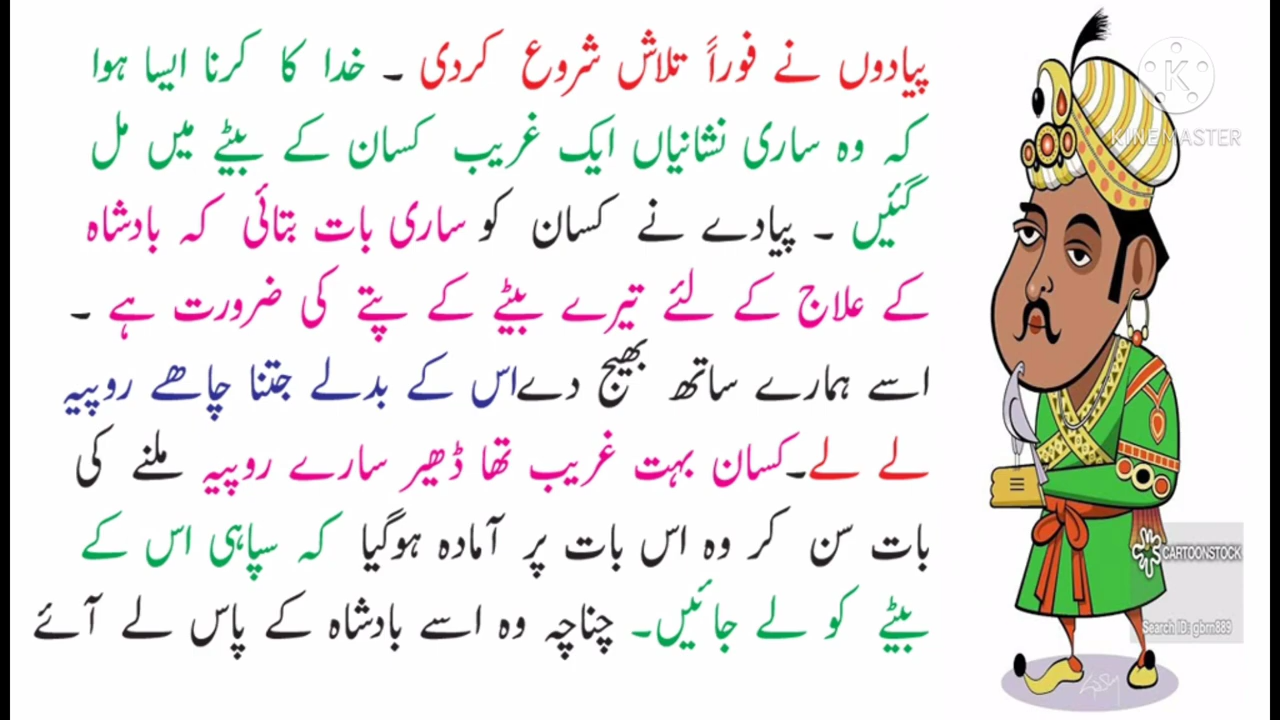 پیادوں نے فوراً تلاش شروع کردی ۔ خدا کا کرنا ایسا ہوا
کہ وہ ساری نشانیاں ایک غریب کسان کے بیٹے میں مل
گئیں ۔ پیادے نے کسان کو ساری بات بتائی کہ بادشاہ
کے علاج کے لئے تیرے بیٹے کے پتے کی ضرورت ہے ۔
اسے ہمارے ساتھ بھیج دے اس کے بدلے جتنا چاھے روپیہ
لے لے۔کسان بہت غریب تھا ڈھیر سارے روپیہ ملنے کی
بات سن کر وہ اس بات پر آمادہ ہوگیا کہ سپاہی اس کے
بیٹے کو لے جائیں۔ چناچہ وہ اسے بادشاہ کے پاس لے آئے
K
KINEMASTER
CARTOONSTOCK
Search ID: gbrn889